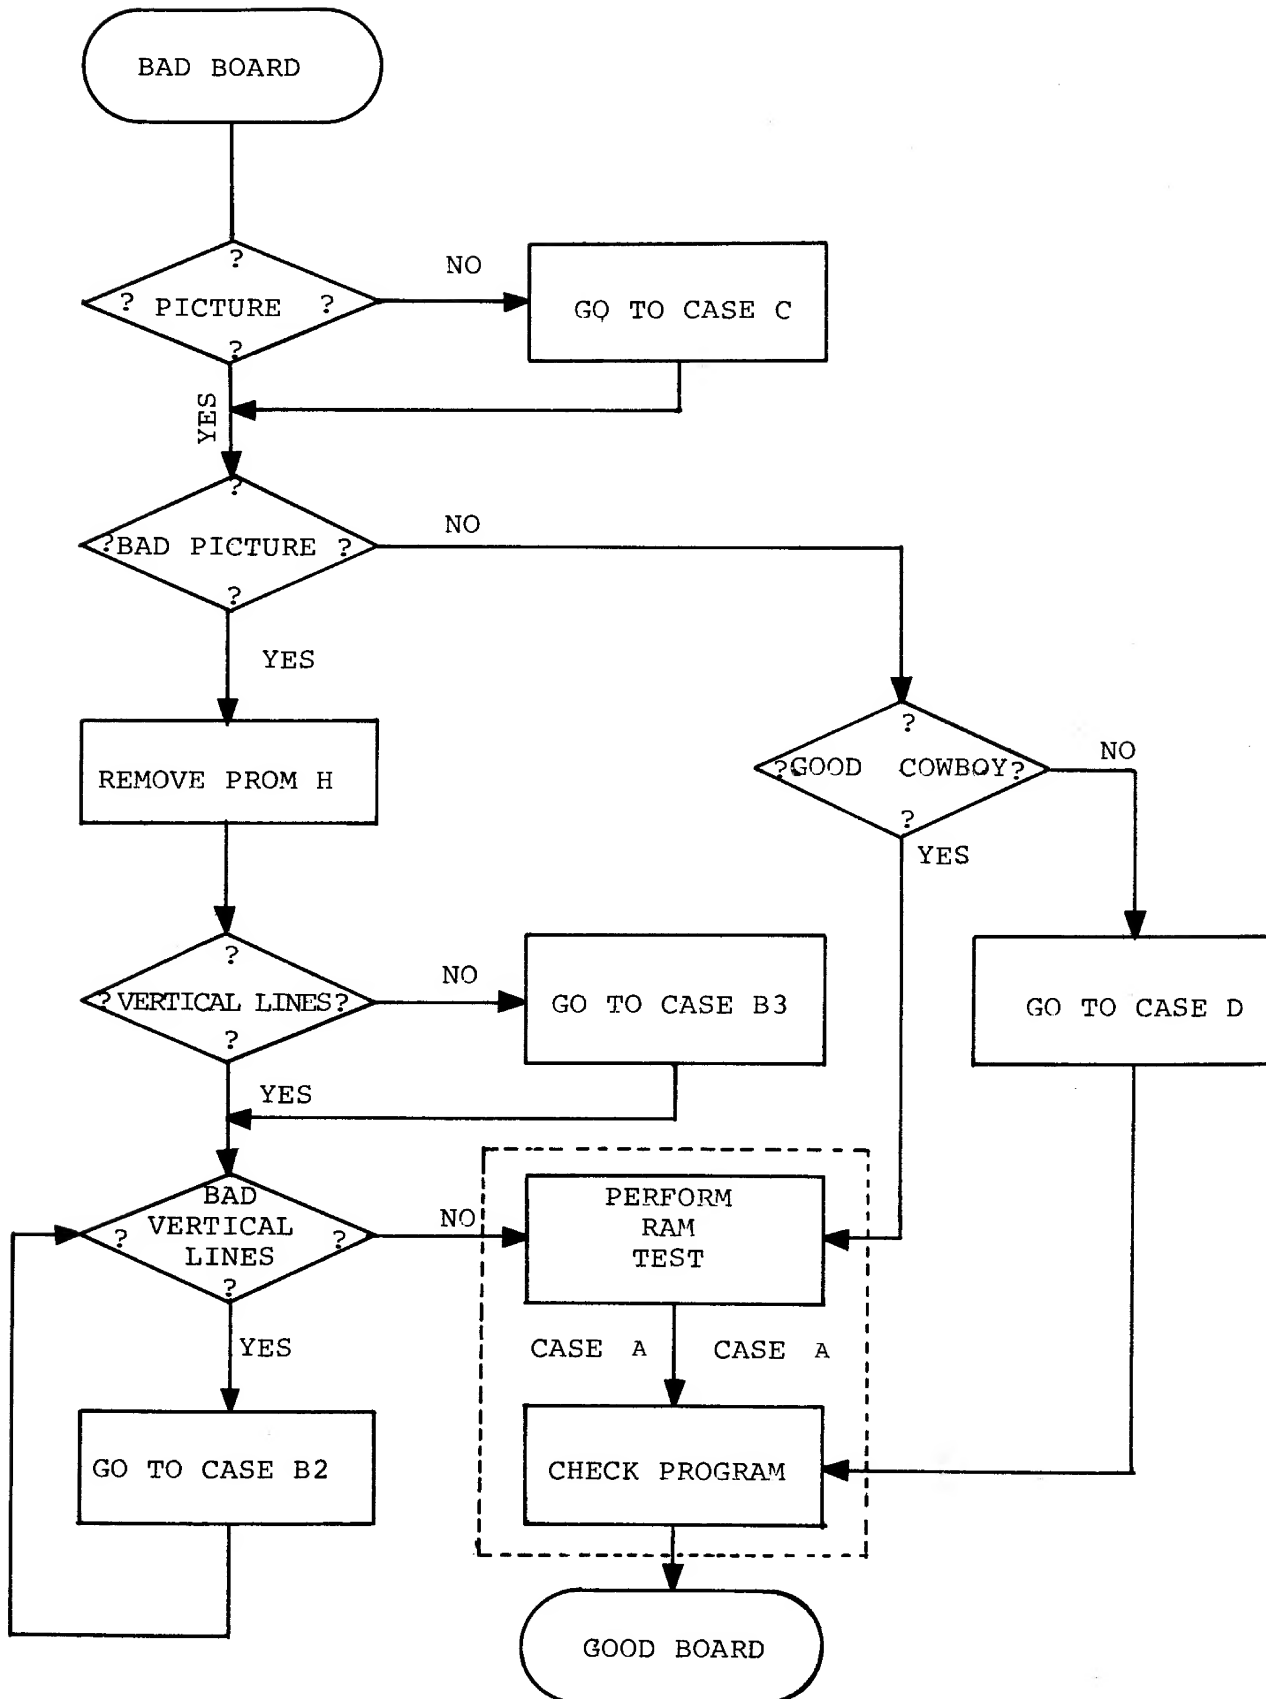 BAD BOARD
?
? PICTURE ?
?
NO
GO TO CASE C
YES
?
?BAD PICTURE ?
?
NO
YES
REMOVE PROM H
?
?GOOD COWBOY?
?
NO
YES
?
?VERTICAL LINES?
?
NO
GO TO CASE B3
GO TO CASE D
YES
BAD
? VERTICAL ?
LINES
?
NO
PERFORM
RAM
TEST
YES
CASE A CASE A
GO TO CASE B2
CHECK PROGRAM
GOOD BOARD